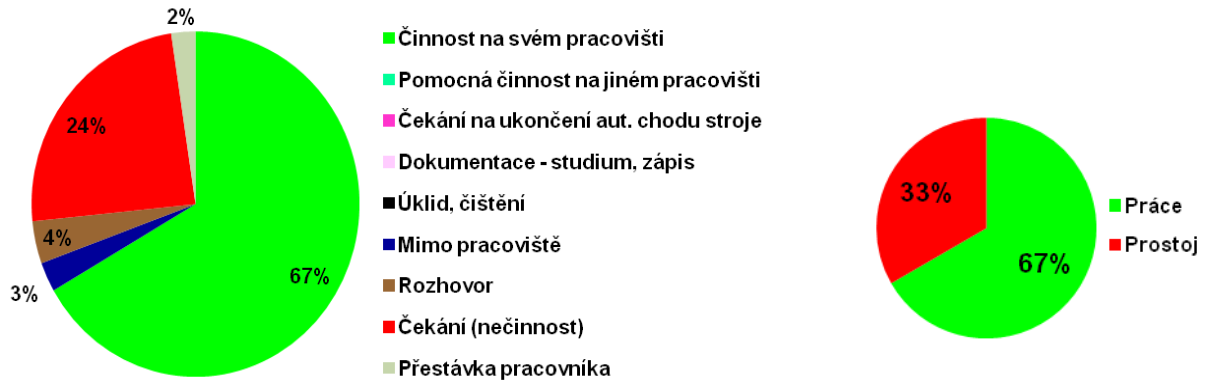 2%
24%
4%
3%
67%
Činnost na svém pracovišti
Pomocná činnost na jiném pracovišti
Čekání na ukončení aut. chodu stroje
Dokumentace - studium, zápis
Úklid, čištění
Mimo pracoviště
Rozhovor
Čekání (nečinnost)
Přestávka pracovníka
33%
67%
Práce
Prostoj